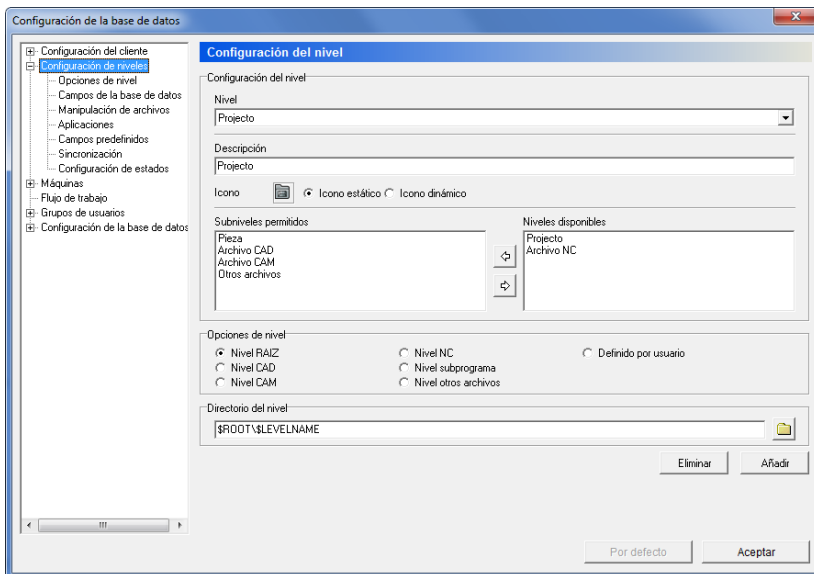 Configuración de la base de datos
Configuración del cliente
Configuración de niveles
Opciones de nivel
Campos de la base de datos
Manipulación de archivos
Aplicaciones
Campos predefinidos
Sincronización
Configuración de estados
Máquinas
Flujo de trabajo
Grupos de usuarios
Configuración de la base de datos
Configuración del nivel
Configuración del nivel
Nivel
Projecto
Descripción
Projecto
Icono
Icono estático
Icono dinámico
Subniveles permitidos
Pieza
Archivo CAD
Archivo CAM
Otros archivos
Niveles disponibles
Projecto
Archivo NC
Opciones de nivel
Nivel RAIZ
Nivel NC
Definido por usuario
Nivel CAD
Nivel subprograma
Nivel CAM
Nivel otros archivos
Directorio del nivel
$ROOT\$LEVELNAME
Eliminar
Añadir
Por defecto
Aceptar